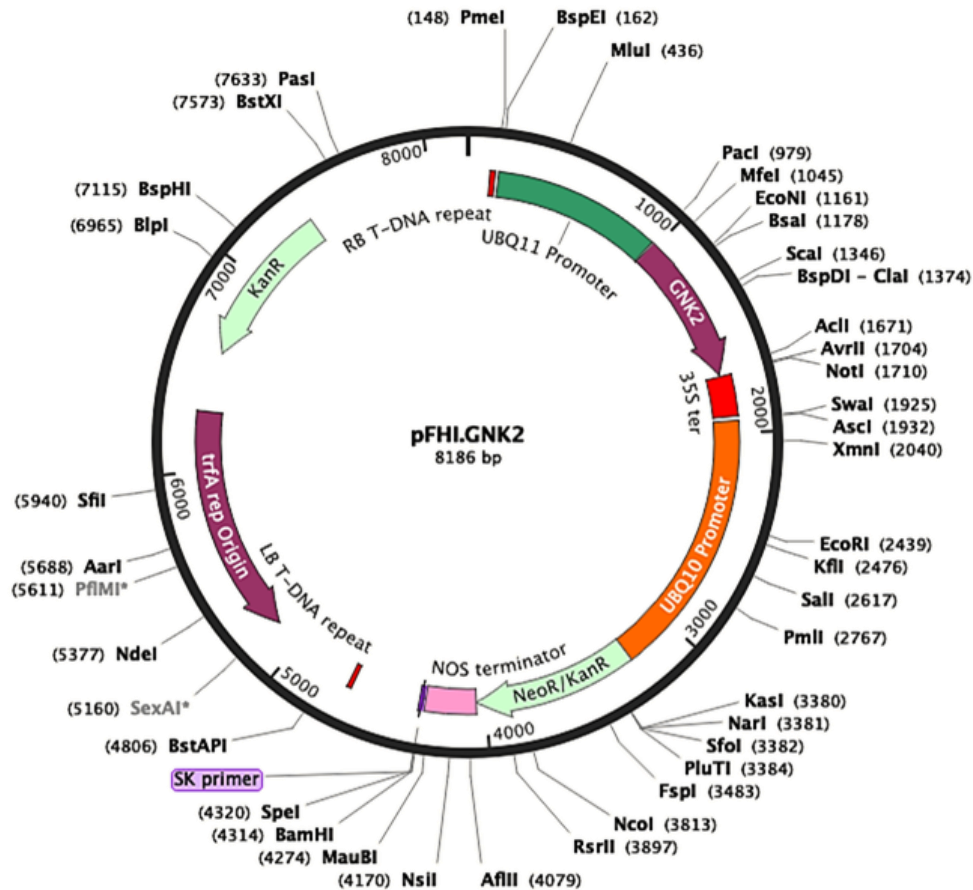 (148) PmeI
BspEI (162)
MluI (436)
(7633) PasI
(7573) BstXI
8000
PacI (979)
MfeI (1045)
EcoNI (1161)
BsaI (1178)
(7115) BspHI
(6965) BlpI
RB T-DNA repeat
1000
UBQ11 Promoter
ScaI (1346)
BspDI - ClaI (1374)
7000
KanR
GNK2
AclI (1671)
AvrII (1704)
NotI (1710)
35S ter
2000
SwaI (1925)
AscI (1932)
XmnI (2040)
pFHI.GNK2
8186 bp
trfA rep Origin
6000
(5940) SfiI
UBQ10 Promoter
EcoRI (2439)
KflI (2476)
(5688) AarI
(5611) PflMI*
LB T-DNA repeat
SalI (2617)
PmlI (2767)
3000
(5377) NdeI
NOS terminator
NeoR/KanR
5000
(5160) SexAI*
4000
KasI (3380)
NarI (3381)
SfoI (3382)
PluTI (3384)
FspI (3483)
(4806) BstAPI
SK primer
(4320) SpeI
(4314) BamHI
(4274) MauBI
(4170) NsiI
AflII (4079)
NcoI (3813)
RsrII (3897)